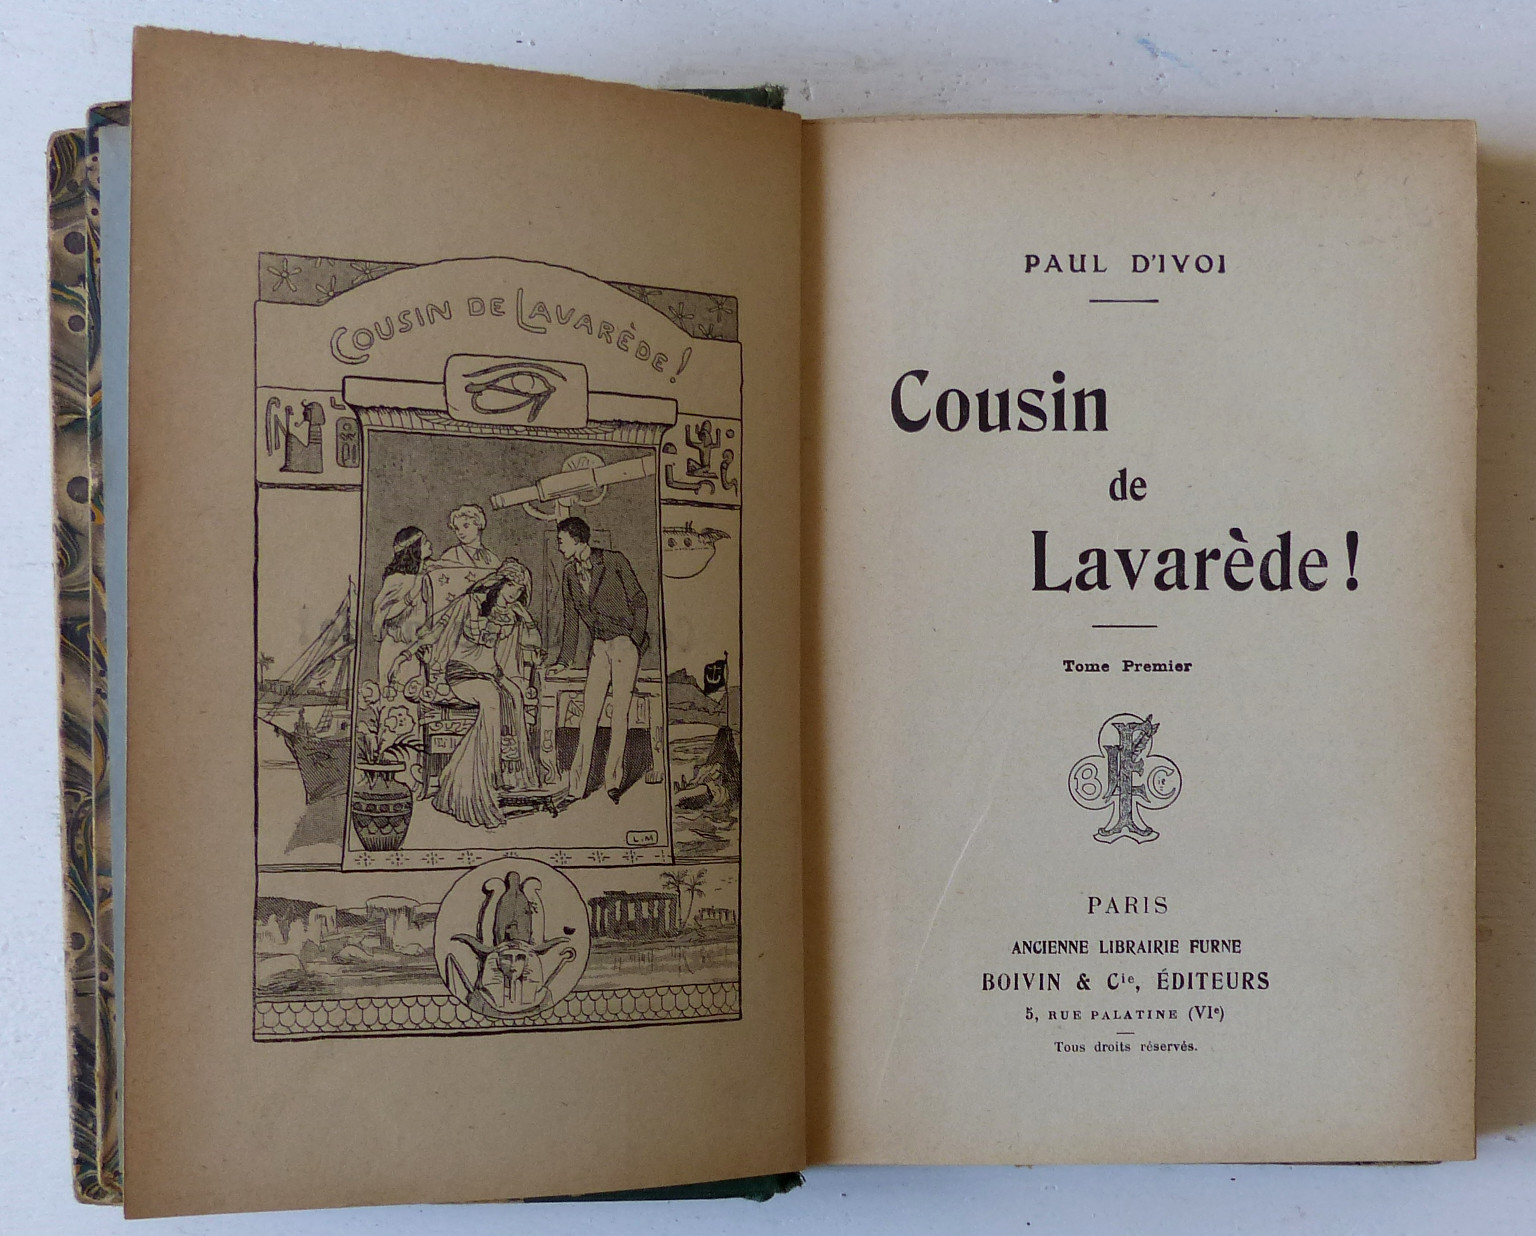 COUSIN DE LAVARÈDE !
L.M
PAUL D'IVOI
Cousin
de
Lavarède !
Tome Premier
B F Cie
PARIS
ANCIENNE LIBRAIRIE FURNE
BOIVIN & Cie, ÉDITEURS
5, RUE PALATINE (VIe)
Tous droits réservés.